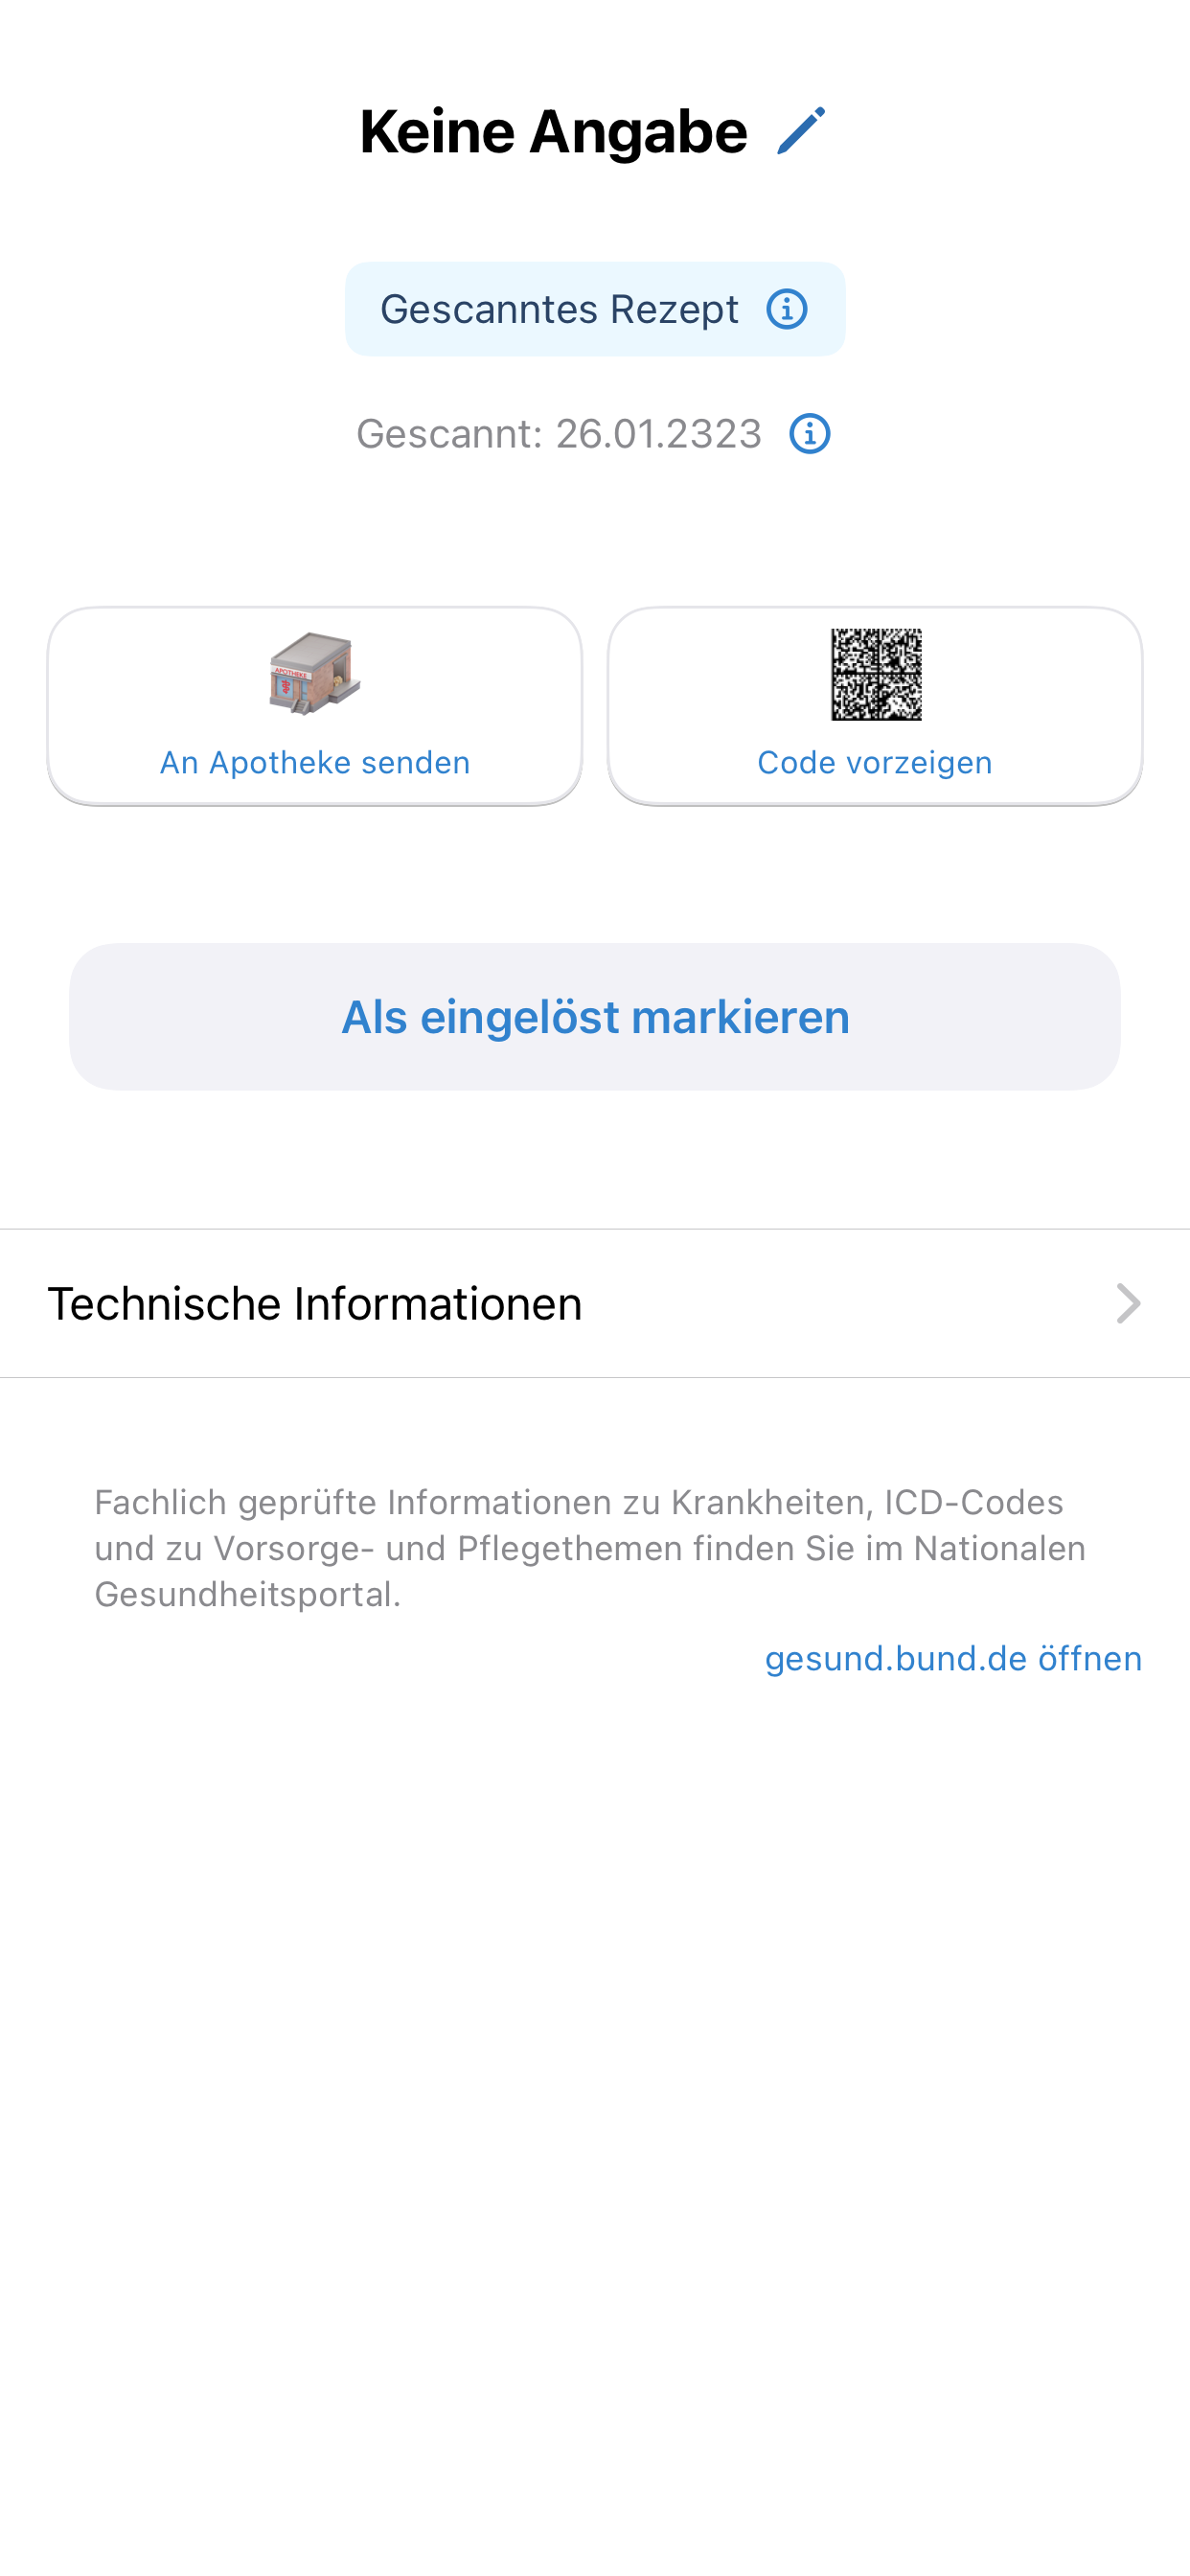 Keine Angabe
Gescanntes Rezept
Gescannt: 26.01.2323
APOTHEKE
An Apotheke senden
Code vorzeigen
Als eingelöst markieren
Technische Informationen
Fachlich geprüfte Informationen zu Krankheiten, ICD-Codes
und zu Vorsorge- und Pflegethemen finden Sie im Nationalen
Gesundheitsportal.
gesund.bund.de öffnen